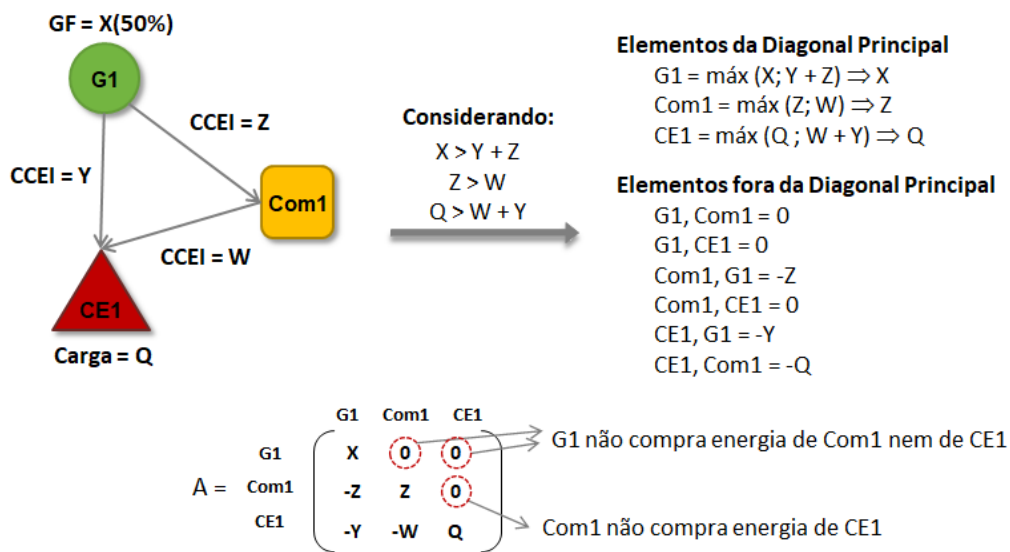 GF = X(50%)
G1
CCEI = Z
CCEI = Y
Com1
CCEI = W
CE1
Carga = Q
Considerando:
X > Y + Z
Z > W
Q > W + Y
Elementos da Diagonal Principal
G1 = máx (X; Y + Z) ⇒ X
Com1 = máx (Z; W) ⇒ Z
CE1 = máx (Q ; W + Y) ⇒ Q
Elementos fora da Diagonal Principal
G1, Com1 = 0
G1, CE1 = 0
Com1, G1 = -Z
Com1, CE1 = 0
CE1, G1 = -Y
CE1, Com1 = -Q
G1 Com1 CE1
G1 X 0 0
A = Com1 -Z Z 0
CE1 -Y -W Q
G1 não compra energia de Com1 nem de CE1
Com1 não compra energia de CE1